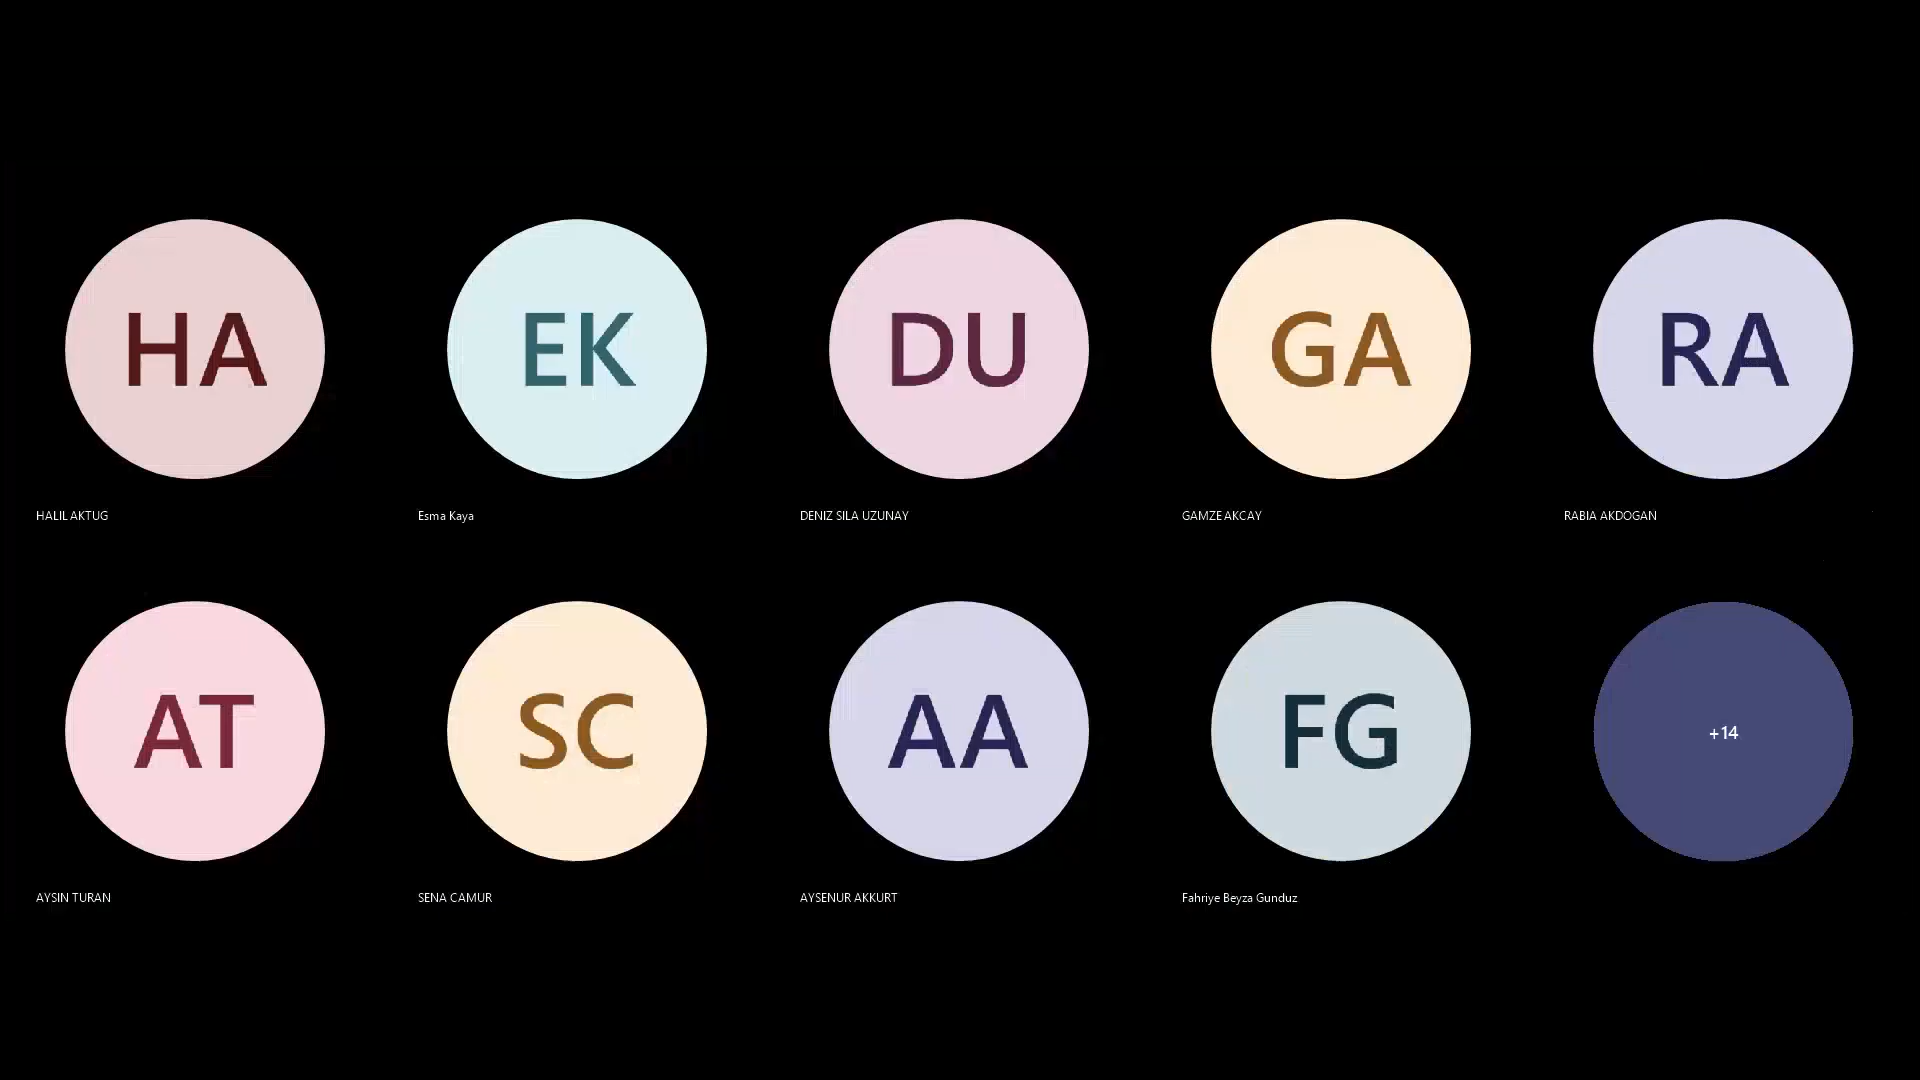 HA
EK
DU
GA
RA
HALIL AKTUG
Esma Kaya
DENIZ SILA UZUNAY
GAMZE AKCAY
RABIA AKDOGAN
AT
SC
AA
FG
+14
AYSIN TURAN
SENA CAMUR
AYSENUR AKKURT
Fahriye Beyza Gunduz